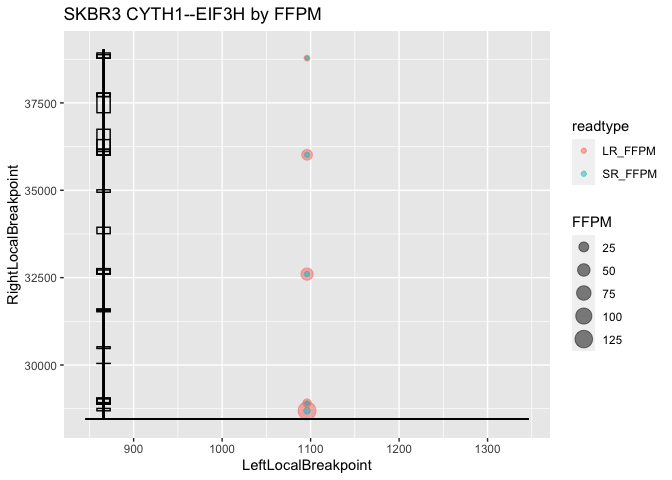 SKBR3 CYTH1--EIF3H by FFPM
RightLocalBreakpoint
37500
35000
32500
30000
900
1000
1100
1200
1300
LeftLocalBreakpoint
readtype
LR_FFPM
SR_FFPM
FFPM
25
50
75
100
125